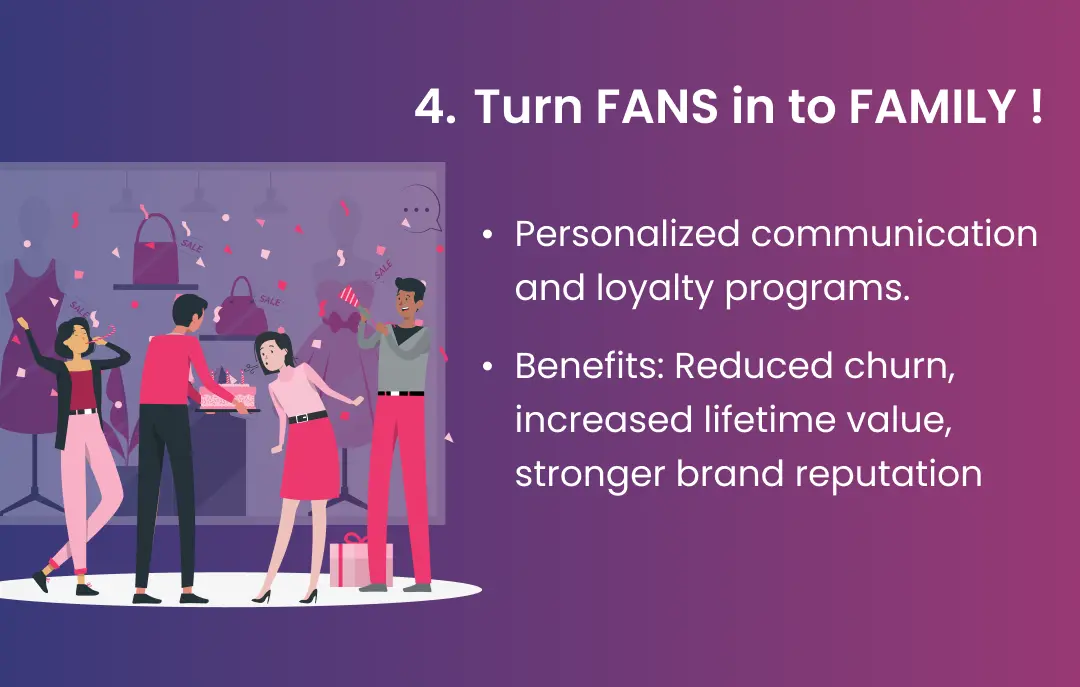 4. Turn FANS in to FAMILY !
• Personalized communication
and loyalty programs.
• Benefits: Reduced churn,
increased lifetime value,
stronger brand reputation
SALE
SALE
SALE
SALE